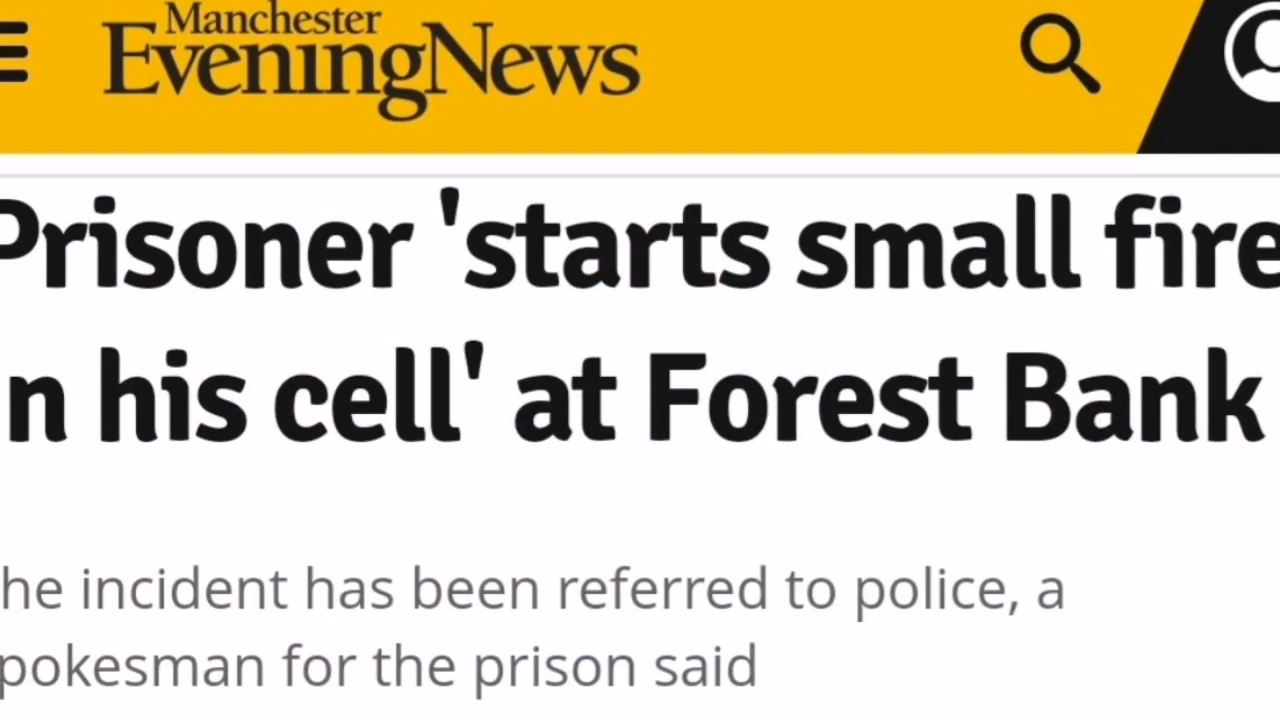 Manchester
EveningNews
Prisoner 'starts small fire
n his cell' at Forest Bank
he incident has been referred to police, a
pokesman for the prison said